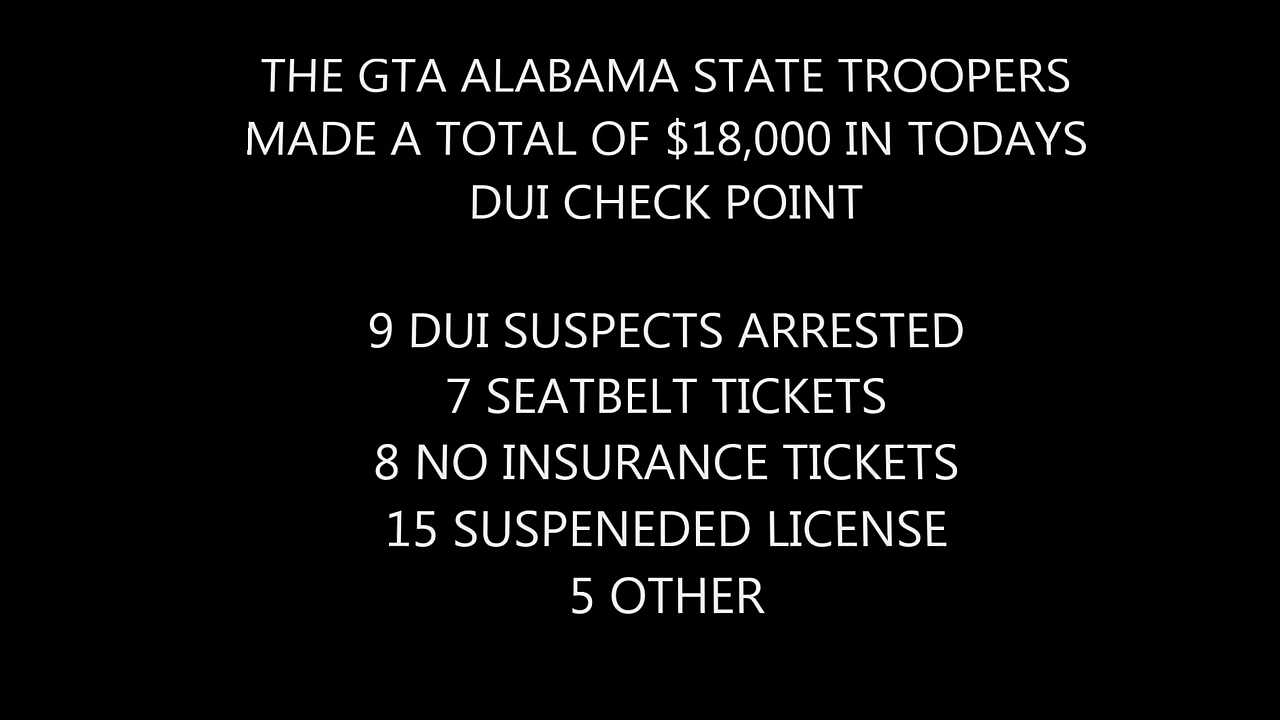 THE GTA ALABAMA STATE TROOPERS
MADE A TOTAL OF $18,000 IN TODAYS
DUI CHECK POINT
9 DUI SUSPECTS ARRESTED
7 SEATBELT TICKETS
8 NO INSURANCE TICKETS
15 SUSPENEDED LICENSE
5 OTHER